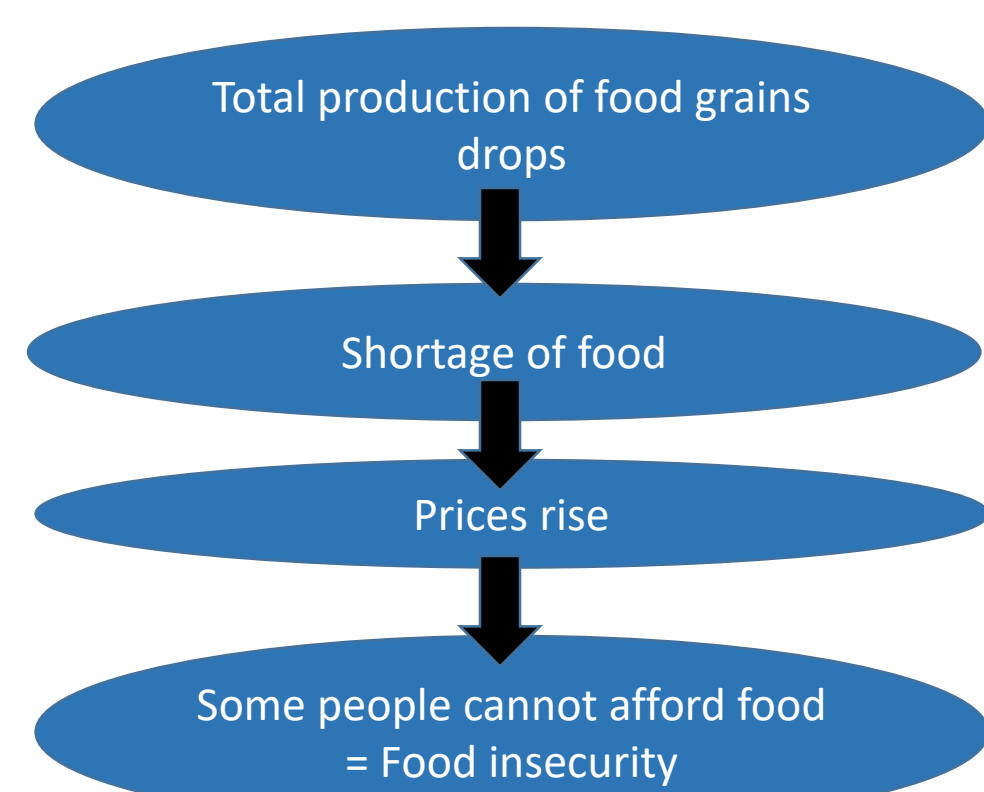 Total production of food grains
drops
Shortage of food
Prices rise
Some people cannot afford food
= Food insecurity